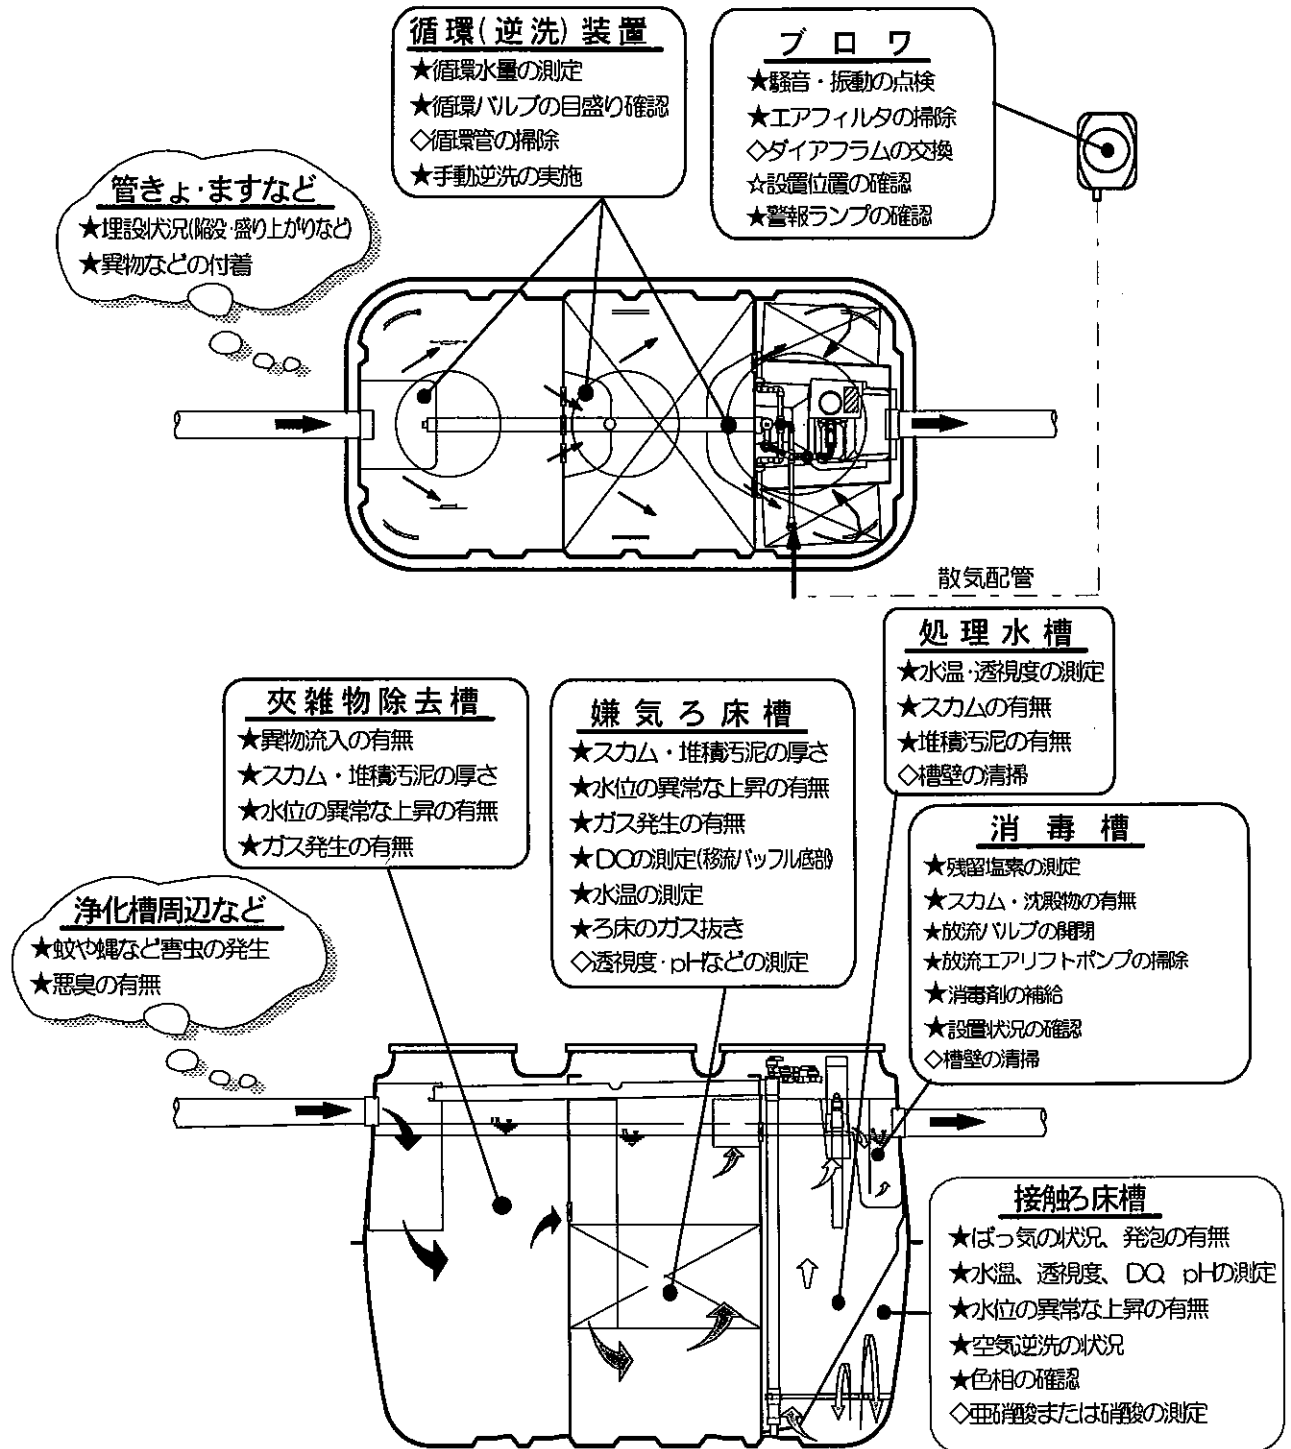 循環(逆洗)装置
★循環水量の測定
★循環バルブの目盛り確認
◇循環管の掃除
★手動逆洗の実施
ブロワ
★騒音・振動の点検
★エアフィルタの掃除
◇ダイアフラムの交換
☆設置位置の確認
★警報ランプの確認
管きょ・ますなど
★埋設状況(陥没・盛り上がりなど)
★異物などの付着
散気配管
処理水槽
★水温・透視度の測定
★スカムの有無
★堆積汚泥の有無
◇槽壁の清掃
夾雑物除去槽
★異物流入の有無
★スカム・堆積汚泥の厚さ
★水位の異常な上昇の有無
★ガス発生の有無
嫌気ろ床槽
★スカム・堆積汚泥の厚さ
★水位の異常な上昇の有無
★ガス発生の有無
★DOの測定(移流バッフル底部)
★水温の測定
★ろ床のガス抜き
◇透視度・pHなどの測定
消毒槽
★残留塩素の測定
★スカム・沈殿物の有無
★放流バルブの開閉
★放流エアリフトポンプの掃除
★消毒剤の補給
★設置状況の確認
◇槽壁の清掃
浄化槽周辺など
★蚊や蝿など害虫の発生
★悪臭の有無
接触ろ床槽
★ばっ気の状況、発泡の有無
★水温、透視度、DO、pHの測定
★水位の異常な上昇の有無
★空気逆洗の状況
★色相の確認
◇亜硝酸または硝酸の測定